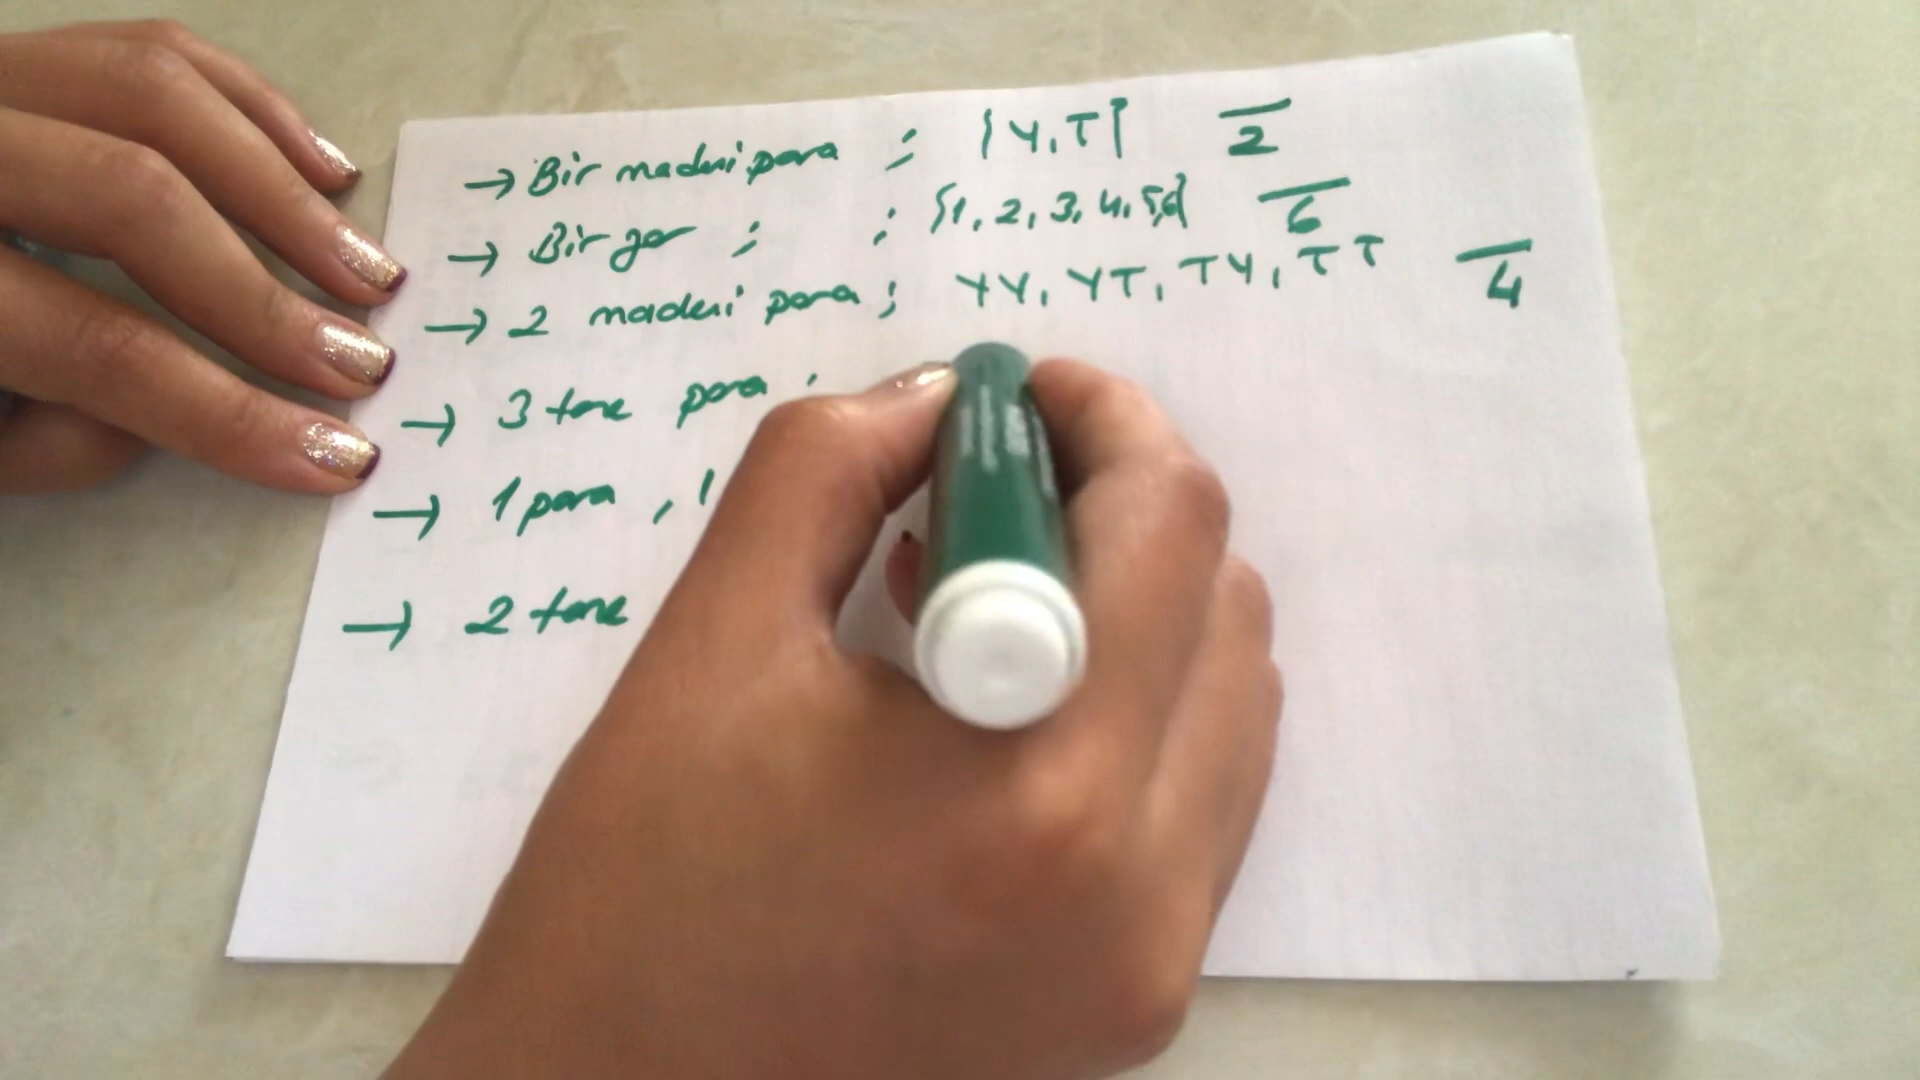 → Bir madeni para : {Y, T} 2
→ Bir zar ; : {1, 2, 3, 4, 5, 6} 6
→ 2 madeni para ; YY, YT, TY, TT 4
→ 3 tane para
→ 1 para , 1
→ 2 tane